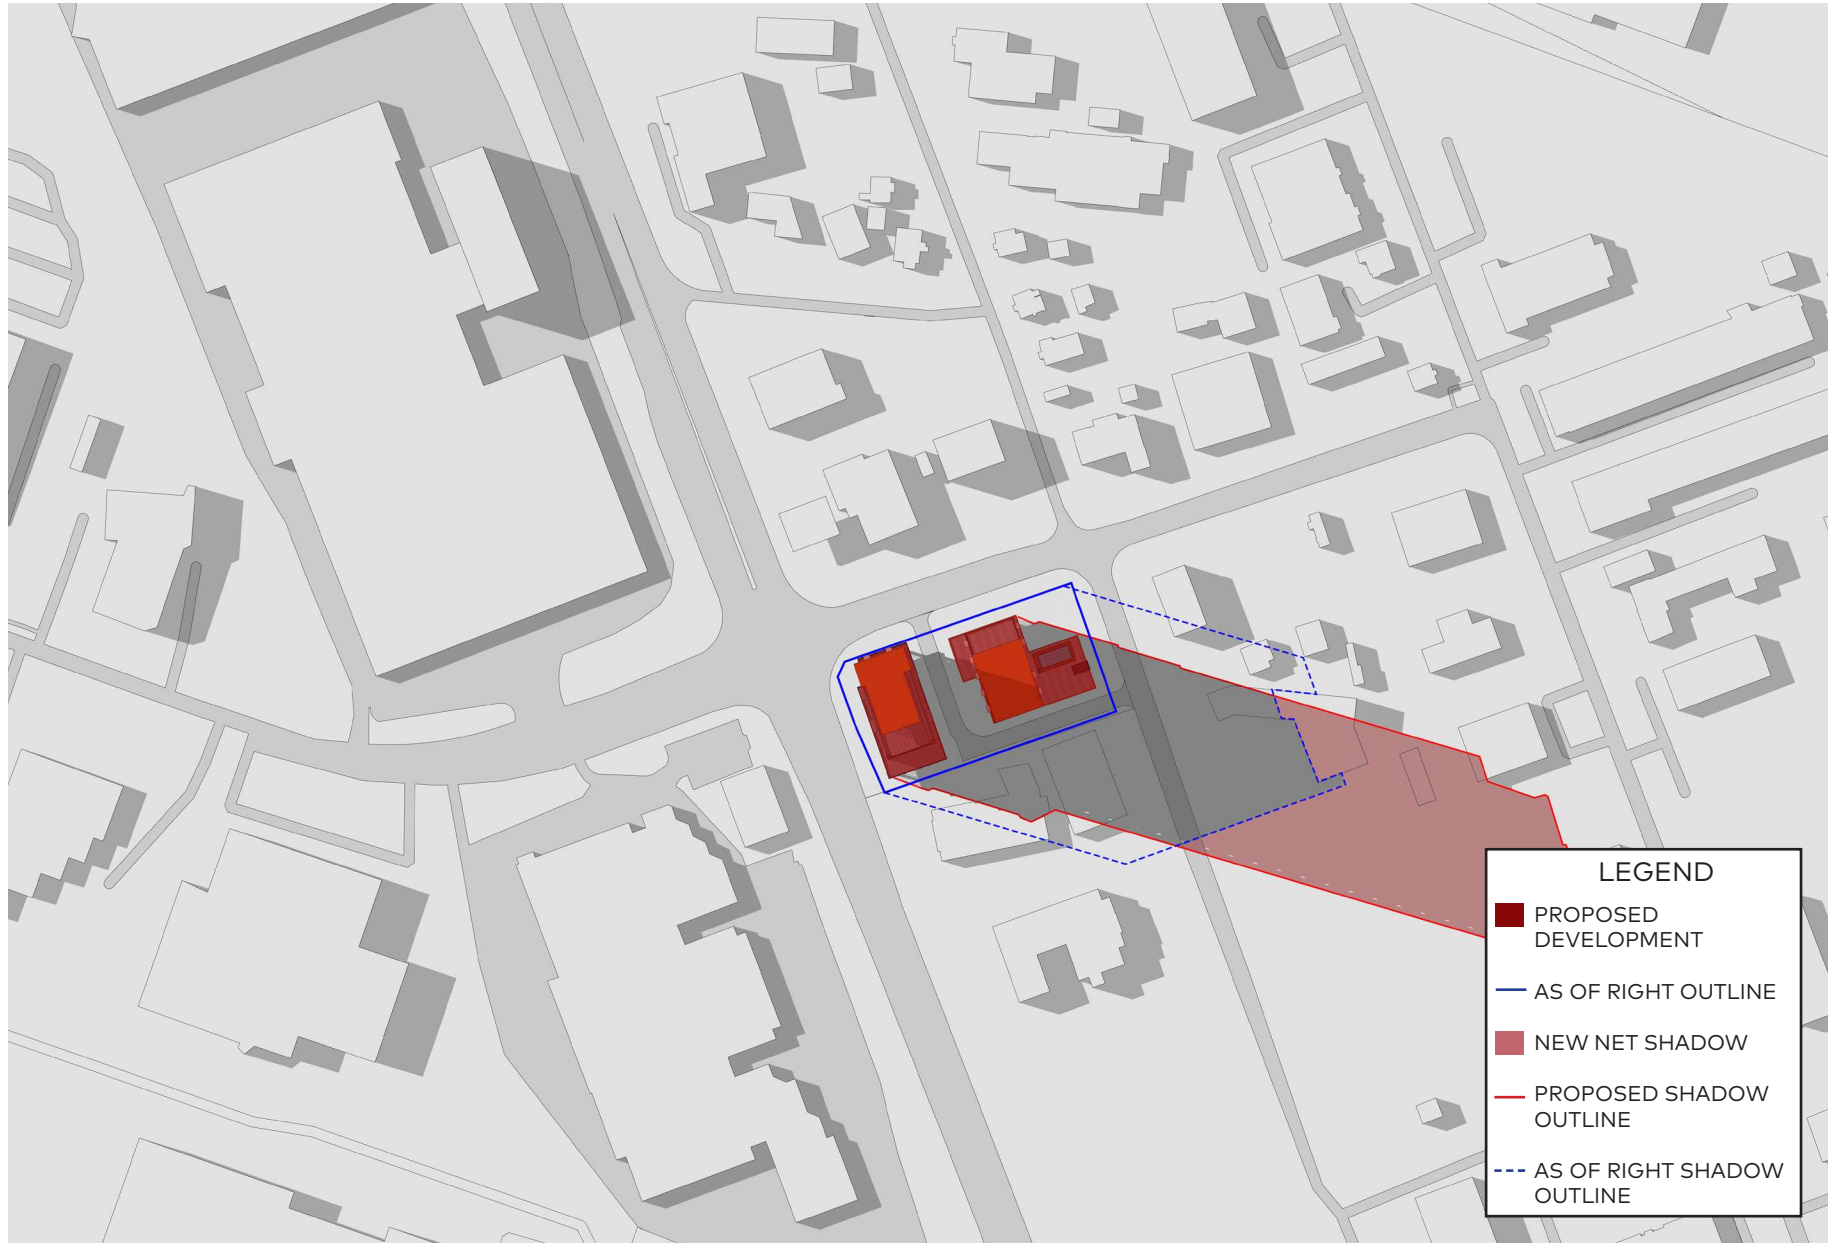 LEGEND
PROPOSED
DEVELOPMENT
AS OF RIGHT OUTLINE
NEW NET SHADOW
PROPOSED SHADOW
OUTLINE
AS OF RIGHT SHADOW
OUTLINE